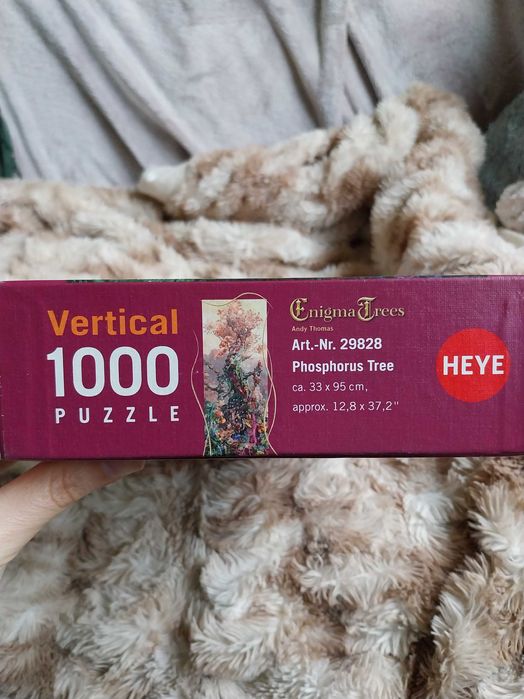 Vertical
1000
PUZZLE
Enigma Trees
Andy Thomas
Art.-Nr. 29828
Phosphorus Tree
ca. 33 x 95 cm,
approx. 12,8 x 37,2"
HEYE